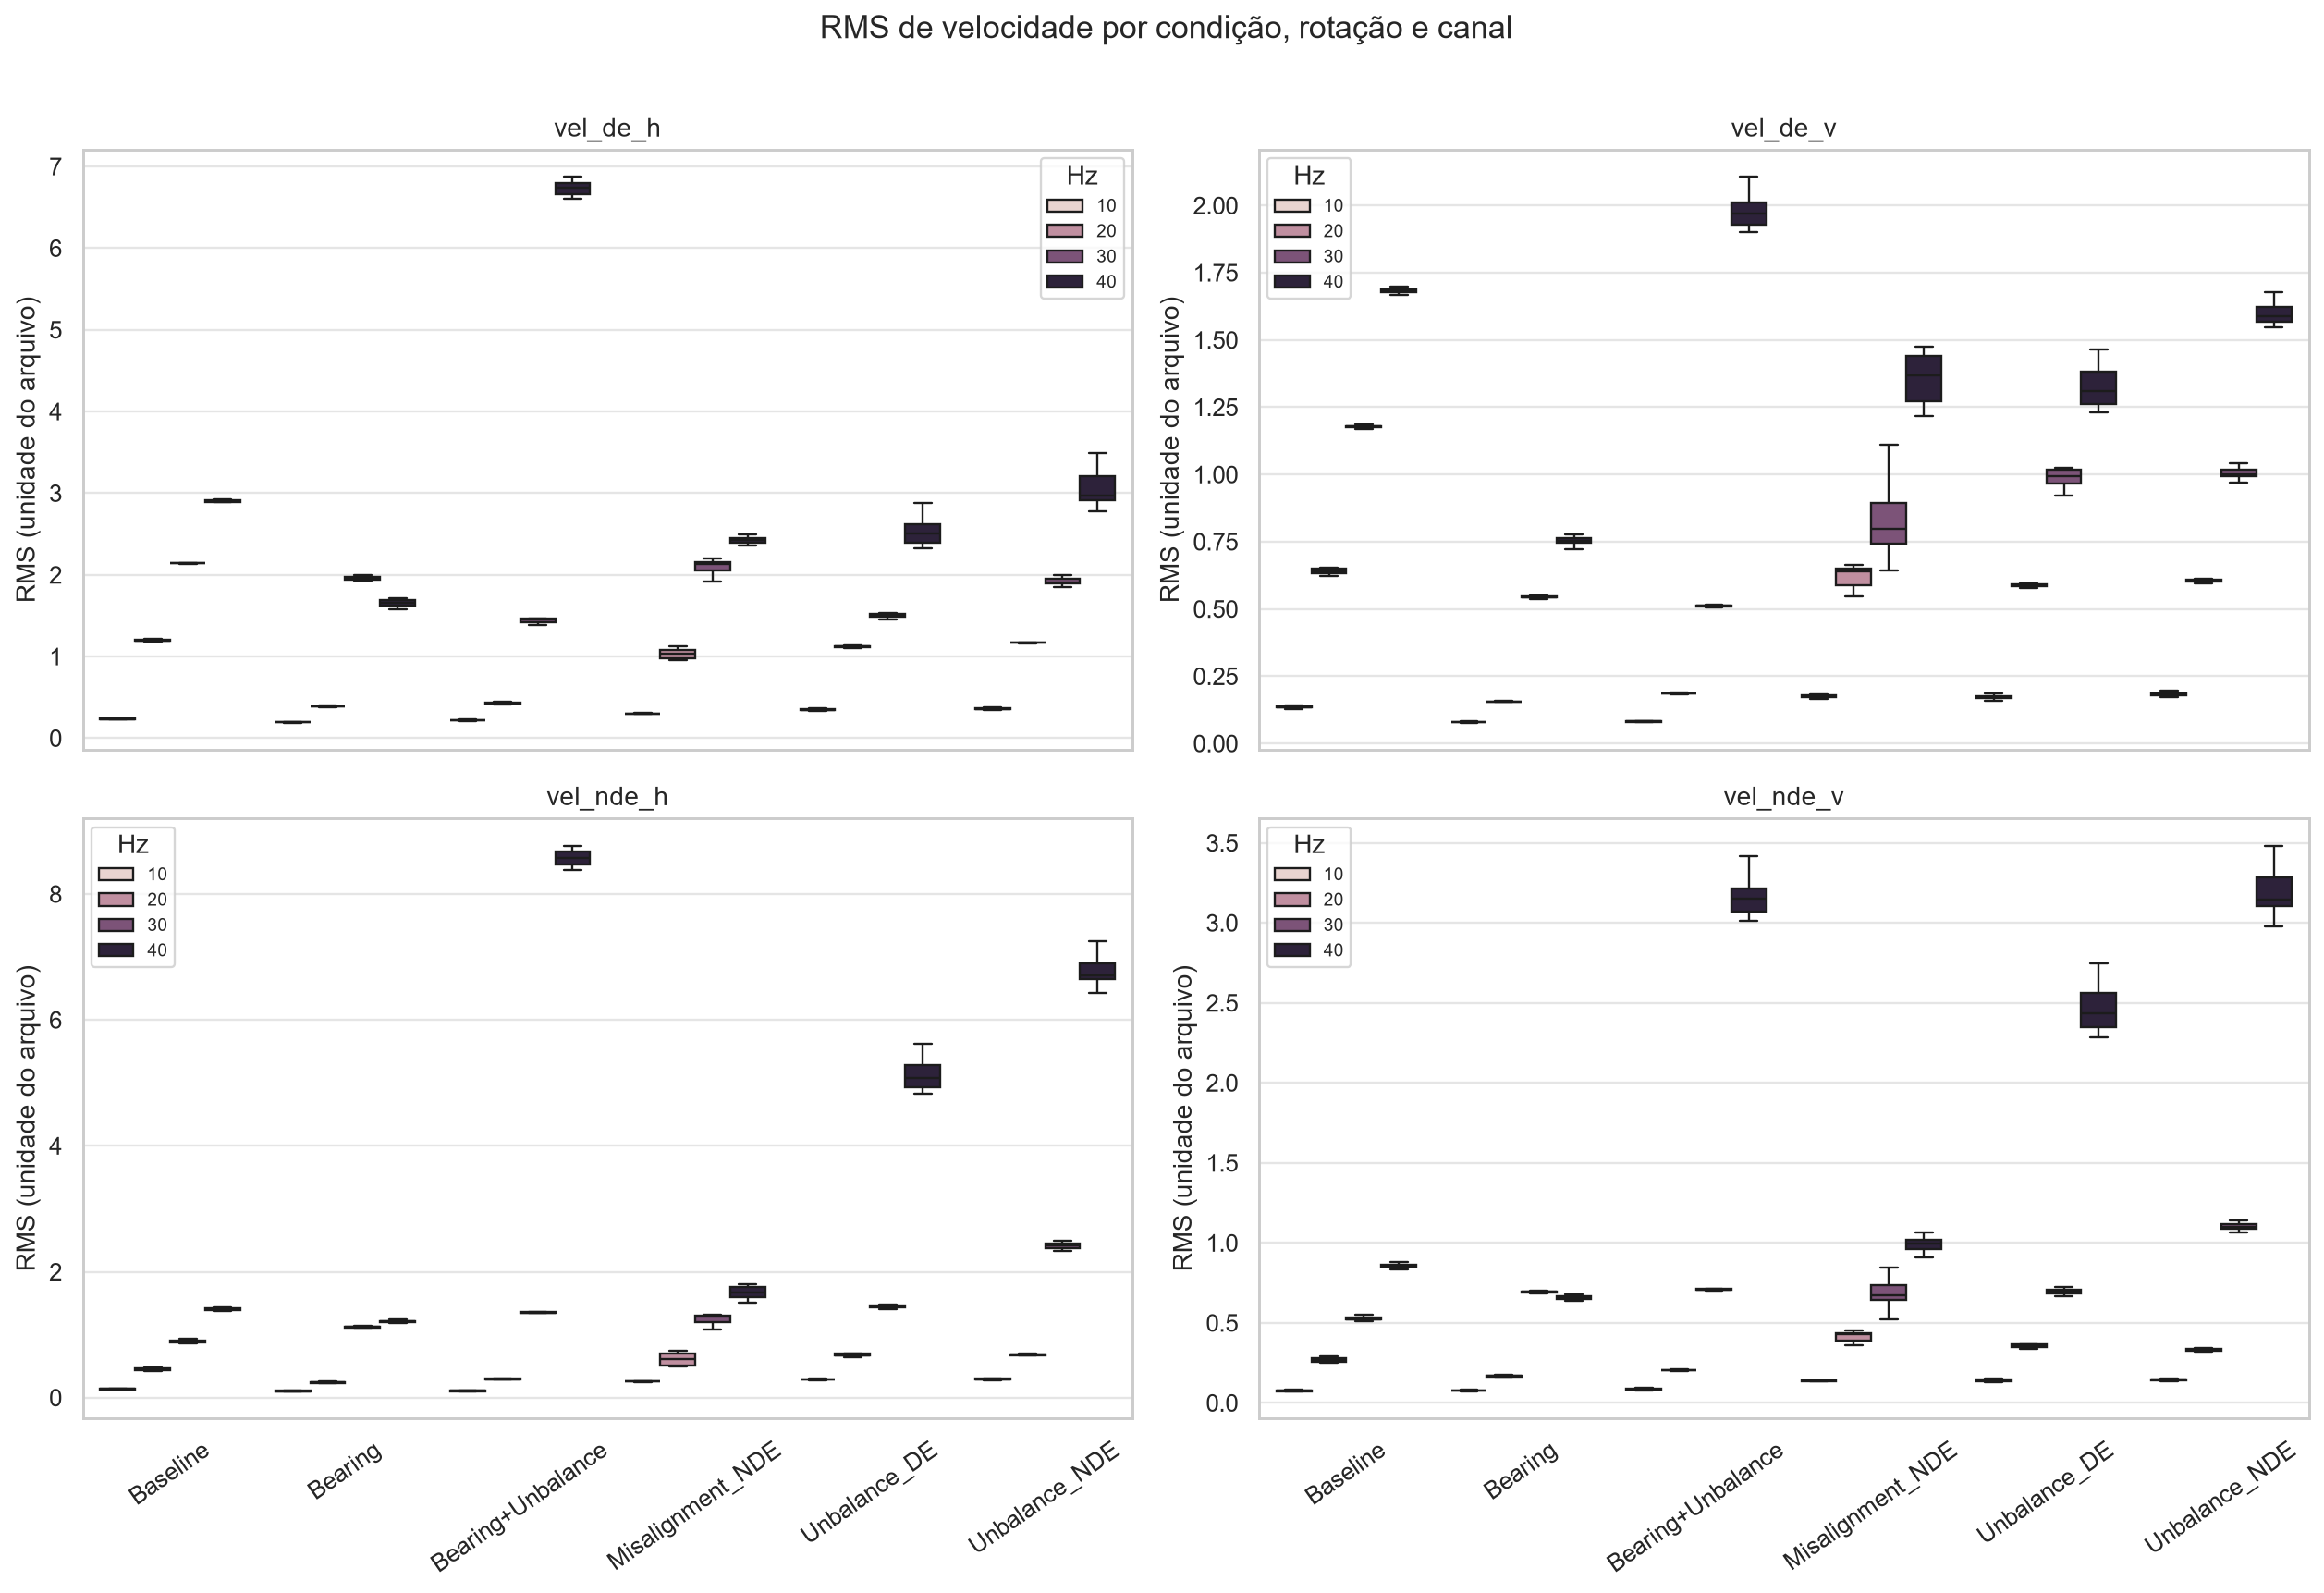 RMS de velocidade por condição, rotação e canal
vel_de_h
7
6
5
4
3
2
1
0
RMS (unidade do arquivo)
Hz
10
20
30
40
vel_de_v
2.00
1.75
1.50
1.25
1.00
0.75
0.50
0.25
0.00
RMS (unidade do arquivo)
Hz
10
20
30
40
vel_nde_h
8
6
4
2
0
RMS (unidade do arquivo)
Hz
10
20
30
40
Baseline
Bearing
Bearing+Unbalance
Misalignment_NDE
Unbalance_DE
Unbalance_NDE
vel_nde_v
3.5
3.0
2.5
2.0
1.5
1.0
0.5
0.0
RMS (unidade do arquivo)
Hz
10
20
30
40
Baseline
Bearing
Bearing+Unbalance
Misalignment_NDE
Unbalance_DE
Unbalance_NDE